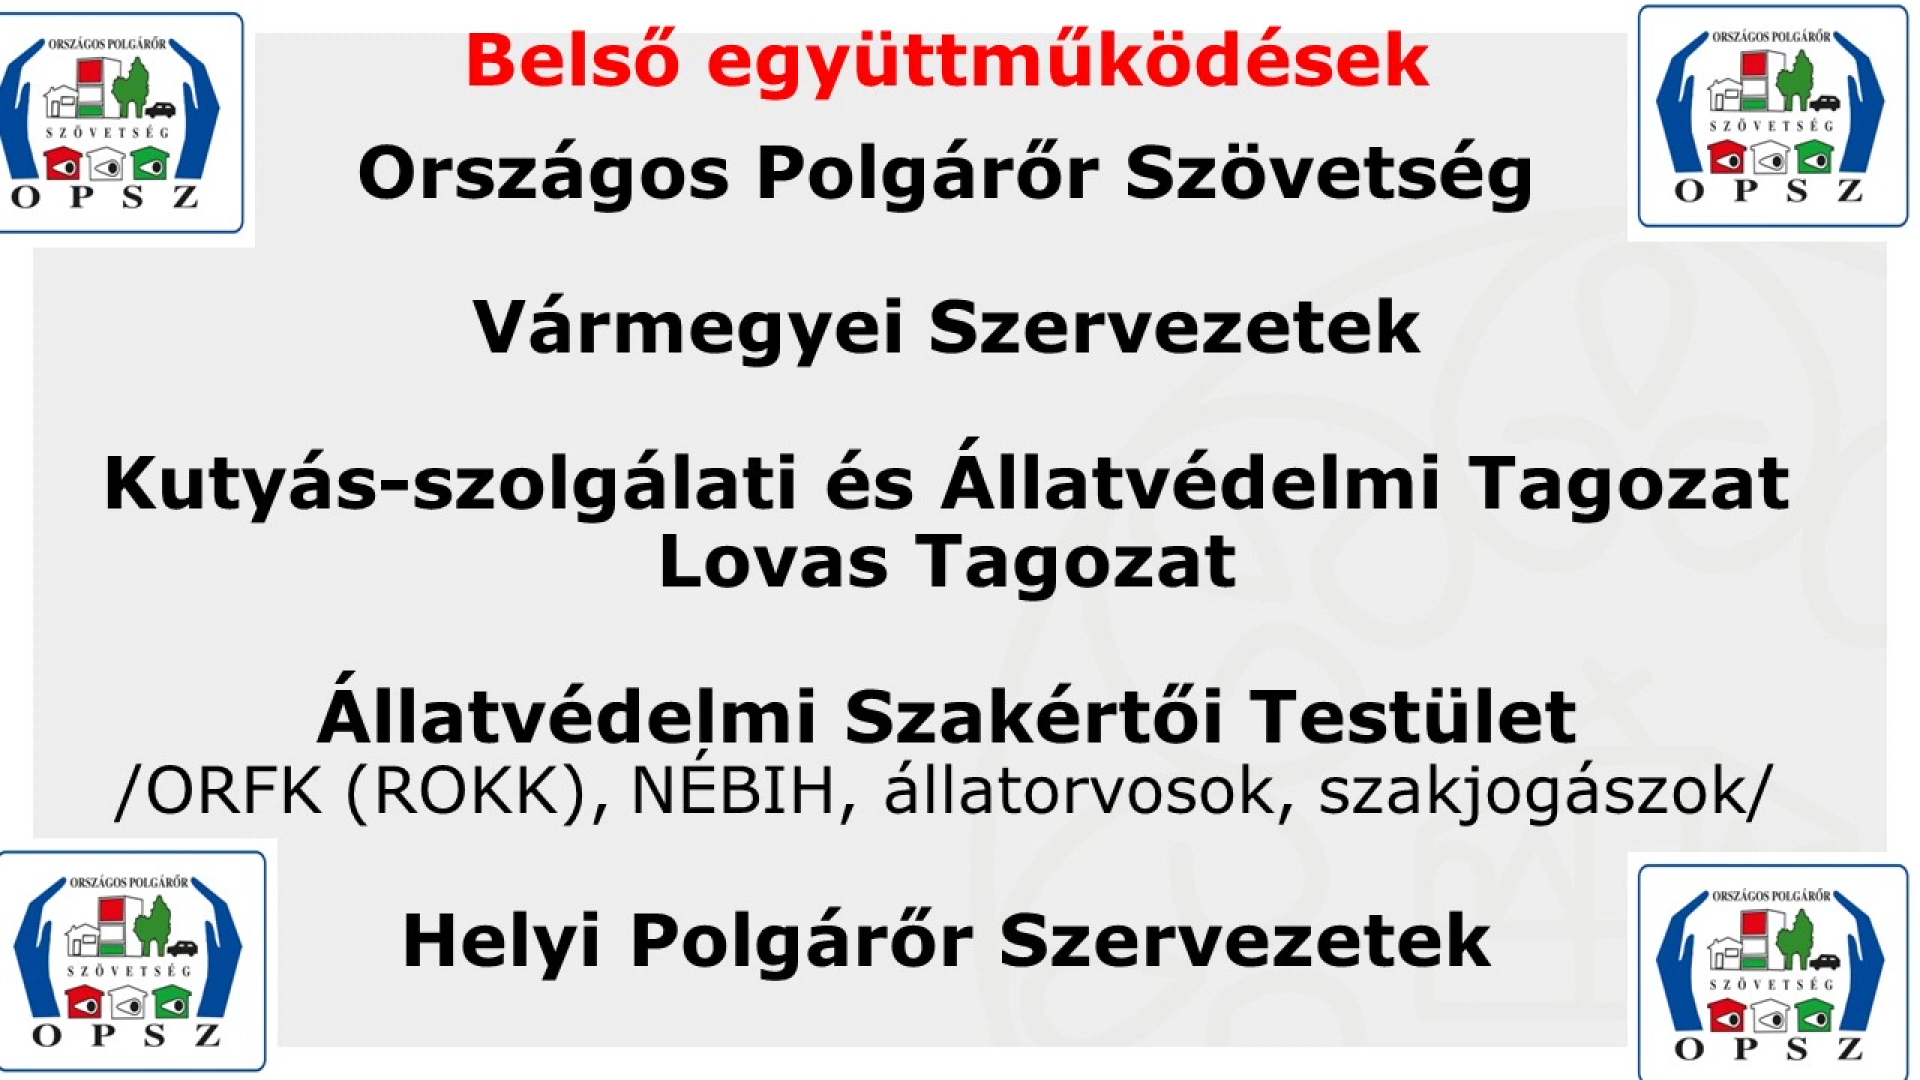 Belső együttműködések
ORSZÁGOS POLGÁRŐR
SZÖVETSÉG
O P S Z
ORSZÁGOS POLGÁRŐR
SZÖVETSÉG
O P S Z
Országos Polgárőr Szövetség
Vármegyei Szervezetek
Kutyás-szolgálati és Állatvédelmi Tagozat
Lovas Tagozat
Állatvédelmi Szakértői Testület
/ORFK (ROKK), NÉBIH, állatorvosok, szakjogászok/
Helyi Polgárőr Szervezetek
ORSZÁGOS POLGÁRŐR
SZÖVETSÉG
O P S Z
ORSZÁGOS POLGÁRŐR
SZÖVETSÉG
O P S Z